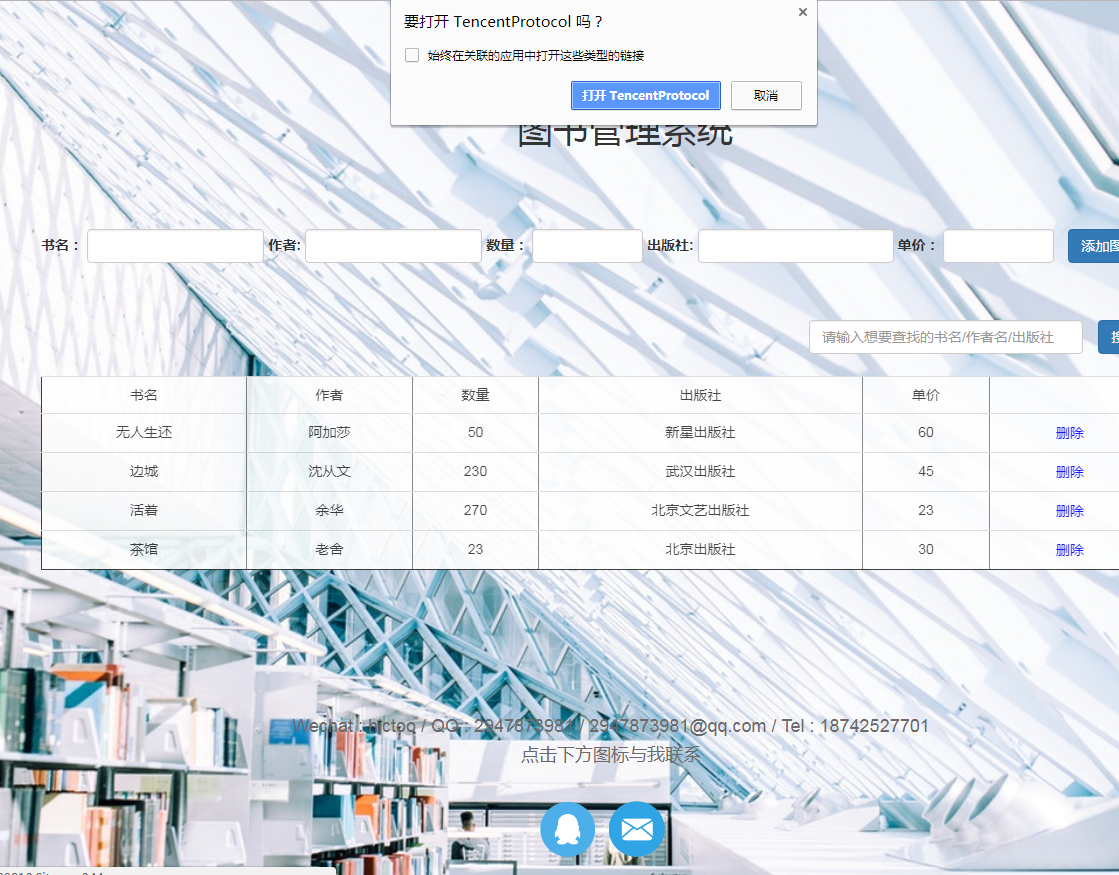 要打开 TencentProtocol 吗？
始终在关联的应用中打开这些类型的链接
打开 TencentProtocol 取消
图书管理系统
书名： 作者: 数量： 出版社: 单价： 添加图
请输入想要查找的书名/作者名/出版社
书名 作者 数量 出版社 单价
无人生还 阿加莎 50 新星出版社 60 删除
边城 沈从文 230 武汉出版社 45 删除
活着 余华 270 北京文艺出版社 23 删除
茶馆 老舍 23 北京出版社 30 删除
/ QQ : 2947873981 / 2947873981@qq.com / Tel : 18742527701
点击下方图标与我联系